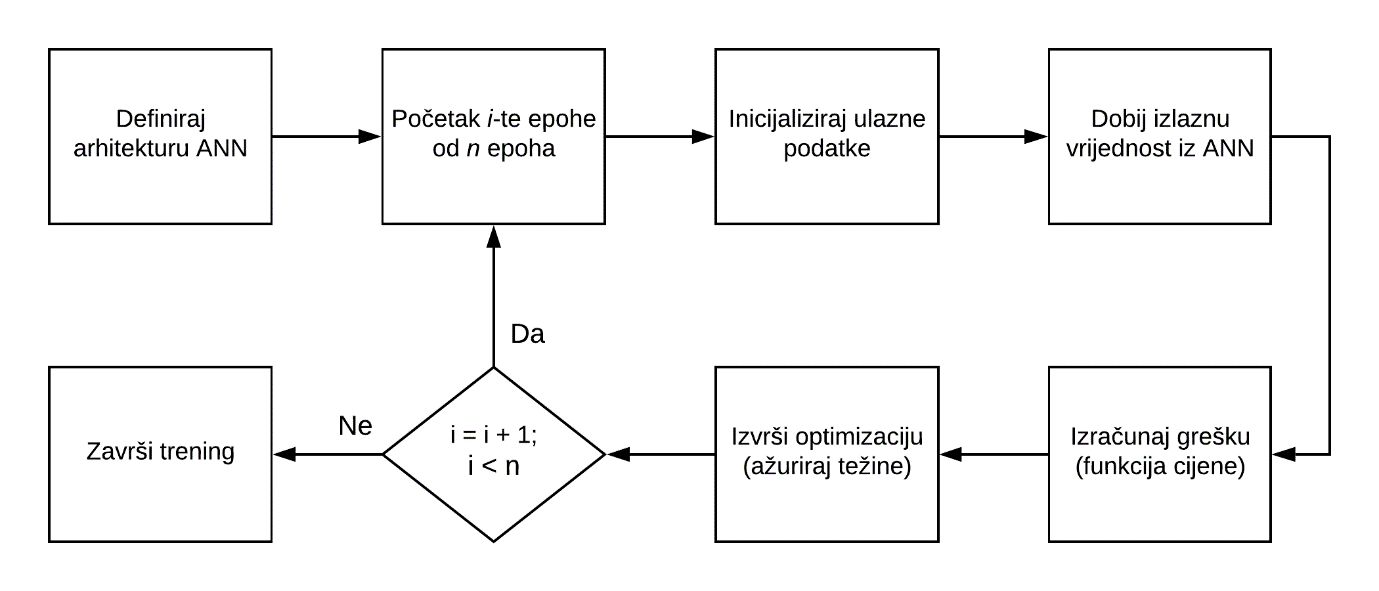 Definiraj
arhitekturu ANN
Početak i-te epohe
od n epoha
Inicijaliziraj ulazne
podatke
Dobij izlaznu
vrijednost iz ANN
Izračunaj grešku
(funkcija cijene)
Izvrši optimizaciju
(ažuriraj težine)
i = i + 1;
i < n
Da
Ne
Završi trening